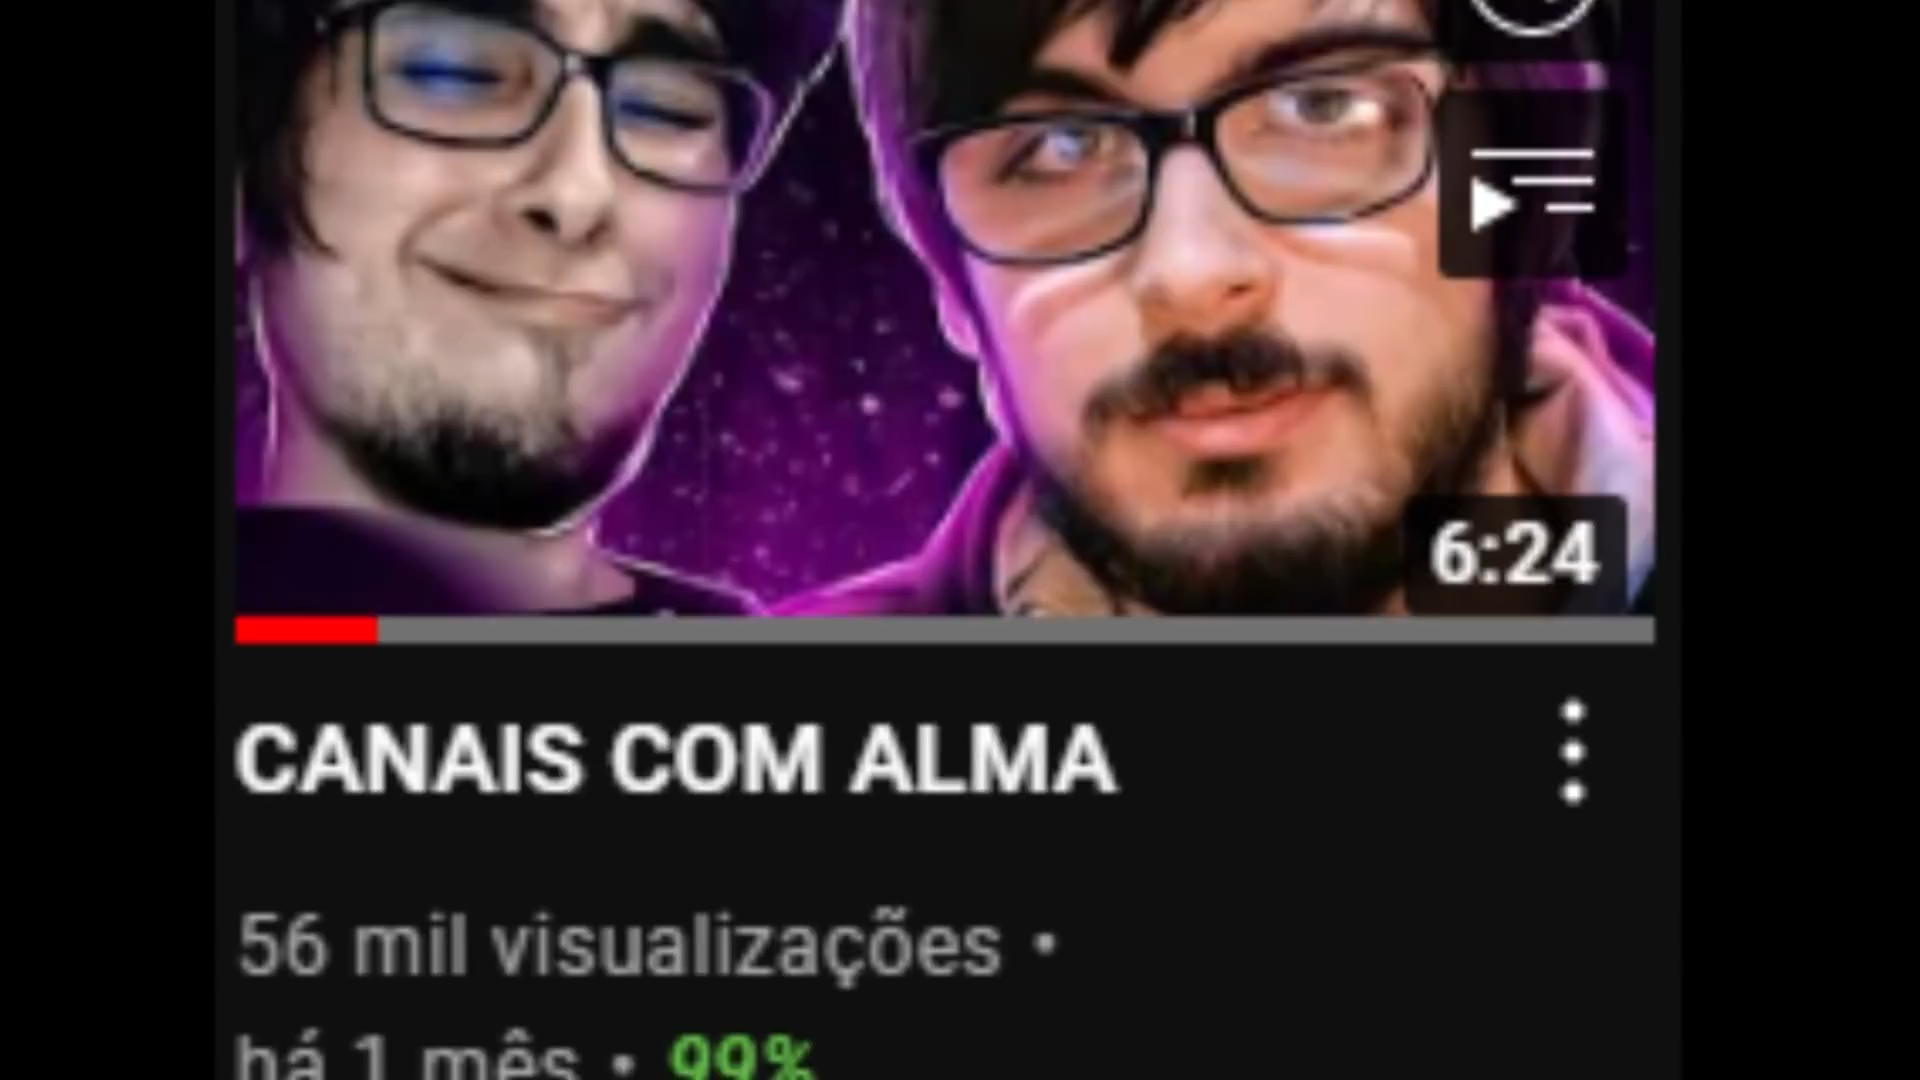 6:24
CANAIS COM ALMA
56 mil visualizações •
há 1 mês • 99%